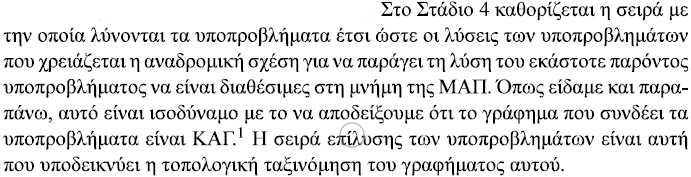 Στο Στάδιο 4 καθορίζεται η σειρά με
την οποία λύνονται τα υποπροβλήματα έτσι ώστε οι λύσεις των υποπροβλημάτων
που χρειάζεται η αναδρομική σχέση για να παράγει τη λύση του εκάστοτε παρόντος
υποπροβλήματος να είναι διαθέσιμες στη μνήμη της ΜΑΠ. Όπως είδαμε και παρα-
πάνω, αυτό είναι ισοδύναμο με το να αποδείξουμε ότι το γράφημα που συνδέει τα
υποπροβλήματα είναι ΚΑΓ.¹ Η σειρά επίλυσης των υποπροβλημάτων είναι αυτή
που υποδεικνύει η τοπολογική ταξινόμηση του γραφήματος αυτού.